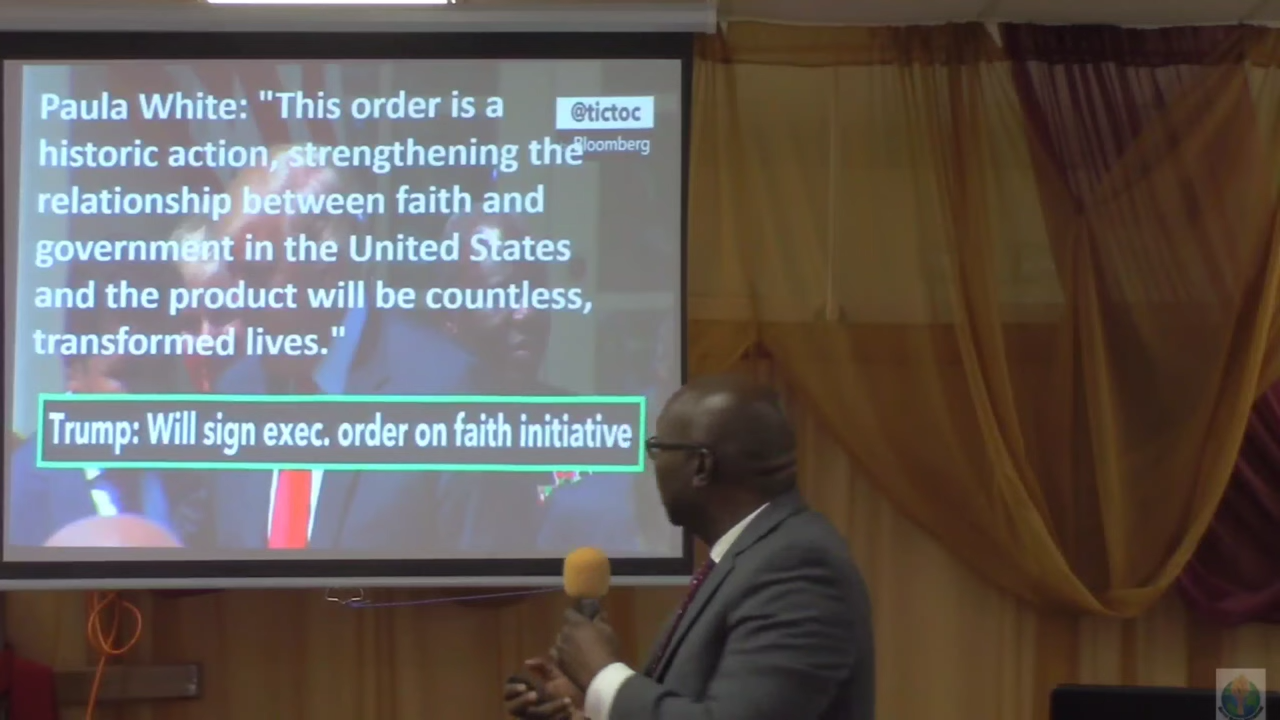 Paula White: "This order is a
historic action, strengthening the
relationship between faith and
government in the United States
and the product will be countless,
transformed lives."
@tictoc
Bloomberg
Trump: Will sign exec. order on faith initiative